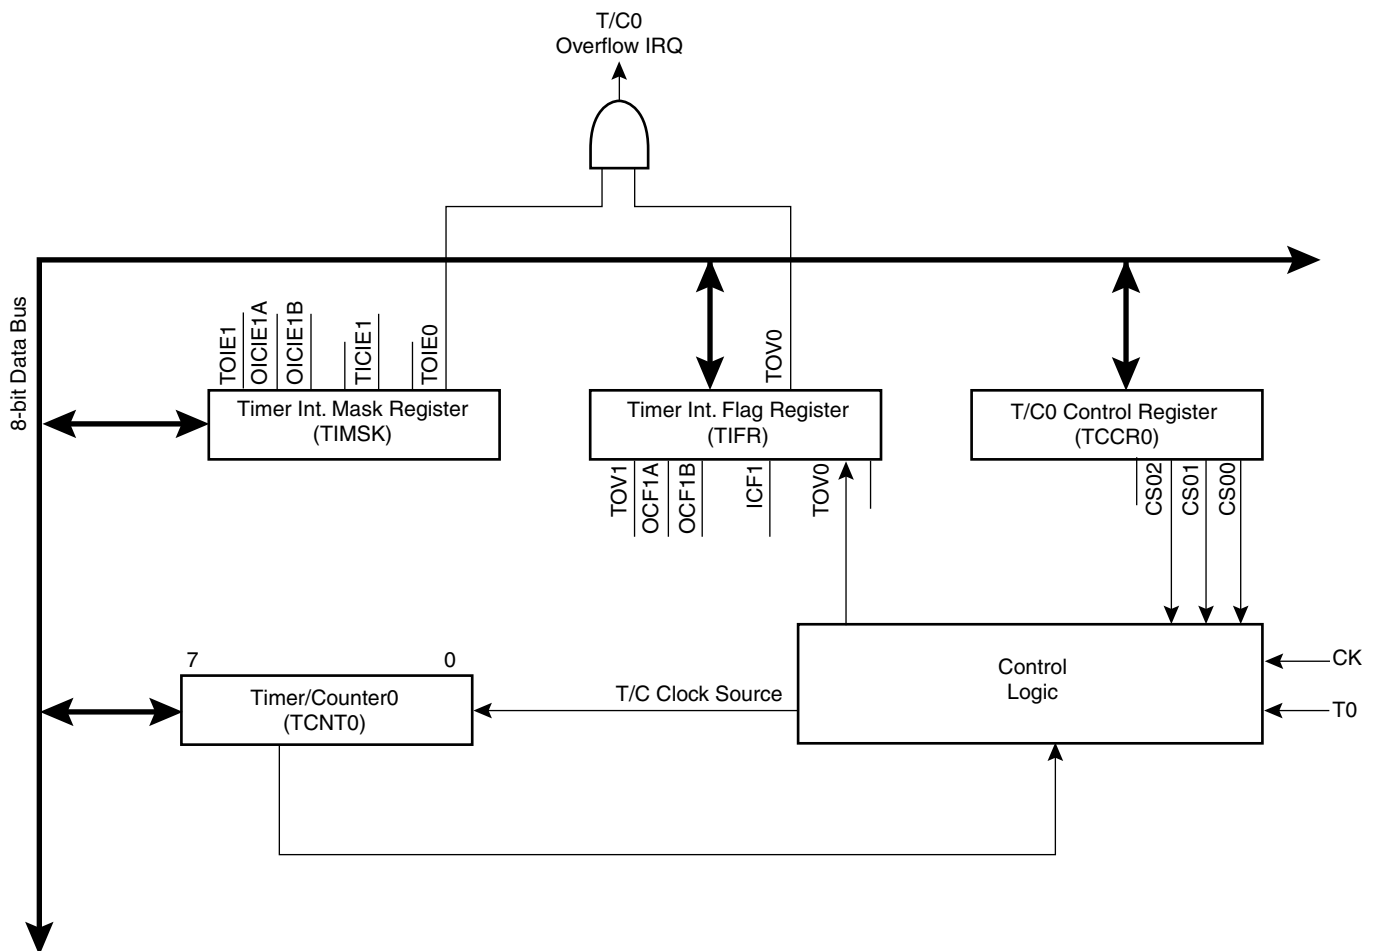 T/C0
Overflow IRQ
8-bit Data Bus
TOIE1
OICIE1A
OICIE1B
TICIE1
TOIE0
TOV0
Timer Int. Mask Register
(TIMSK)
Timer Int. Flag Register
(TIFR)
T/C0 Control Register
(TCCR0)
TOV1
OCF1A
OCF1B
ICF1
TOV0
CS02
CS01
CS00
7
0
Timer/Counter0
(TCNT0)
T/C Clock Source
Control
Logic
CK
T0